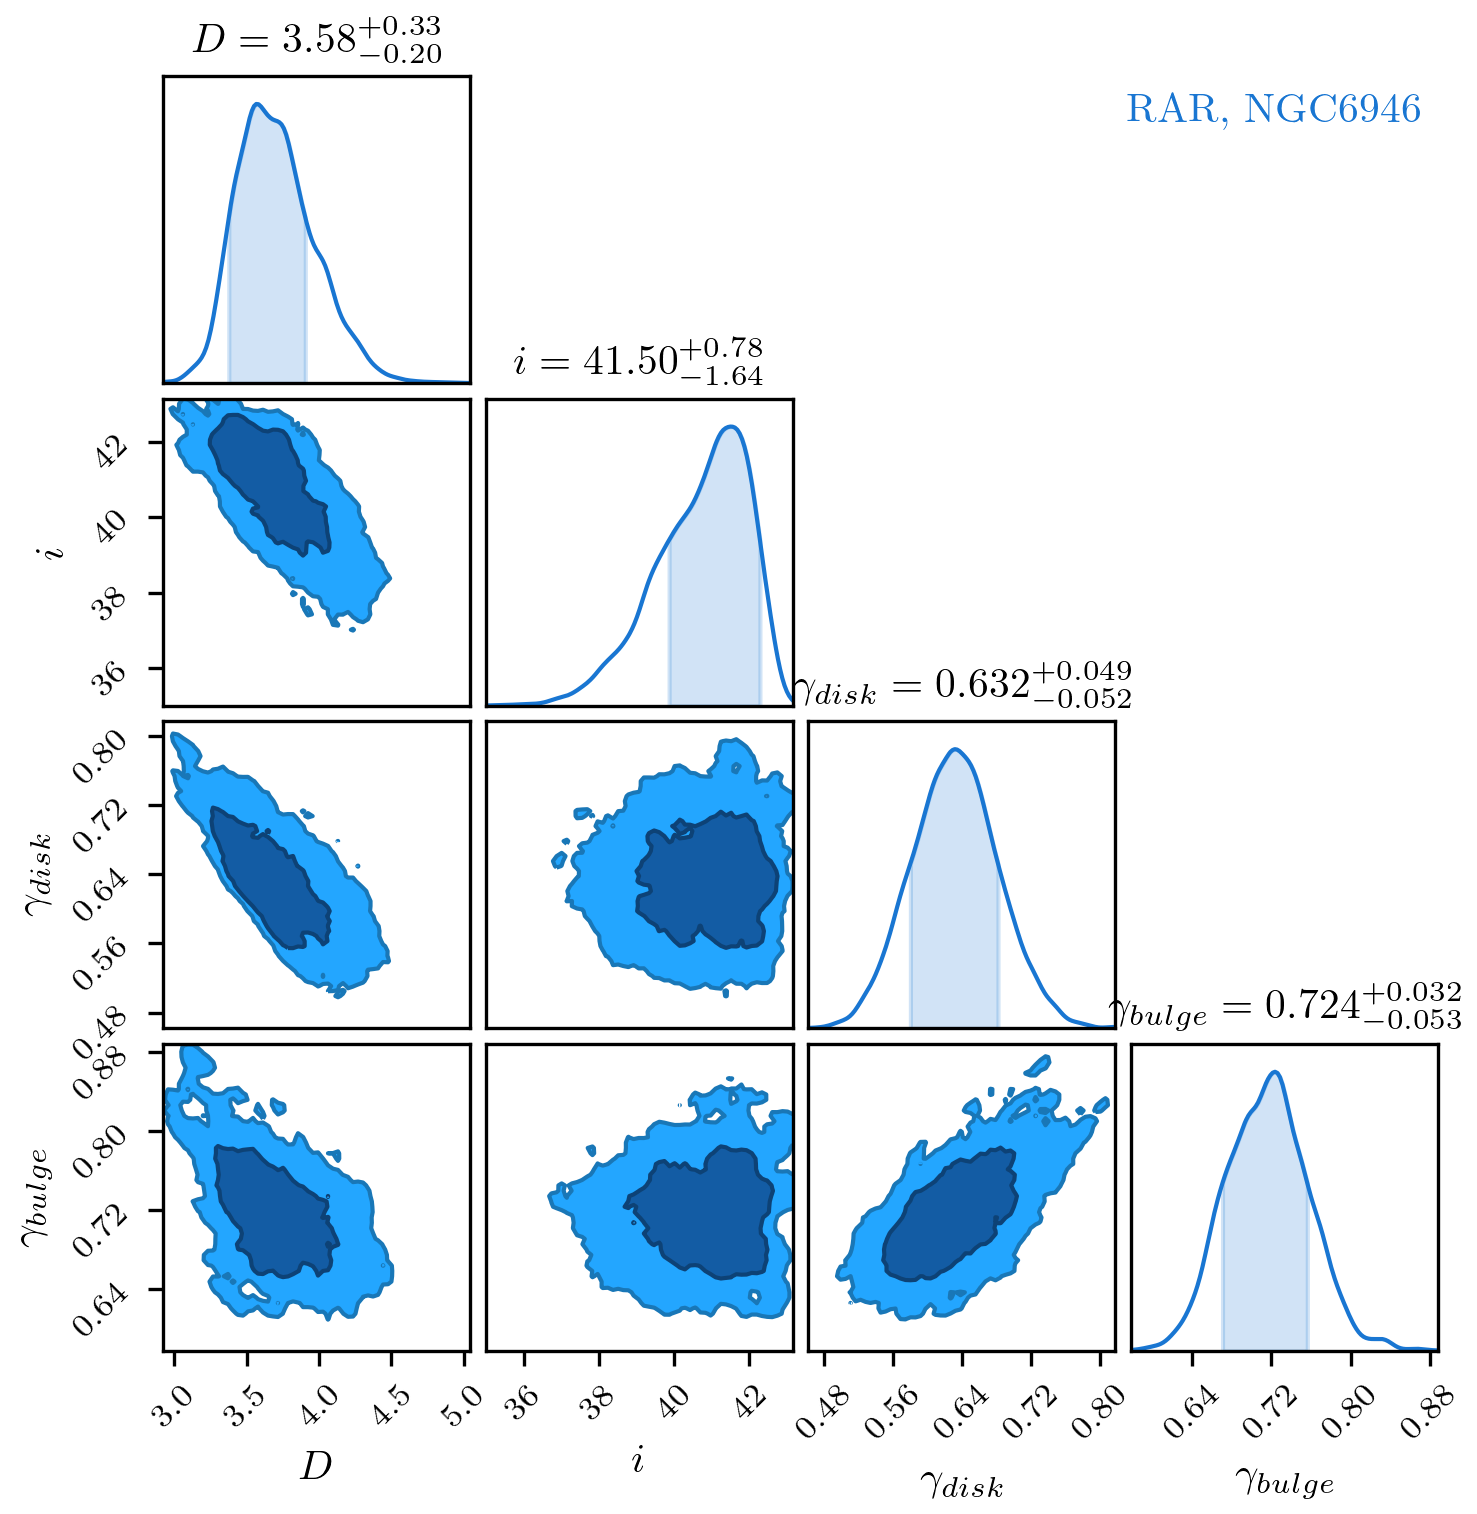 D = 3.58^{+0.33}_{-0.20}
RAR, NGC6946
i = 41.50^{+0.78}_{-1.64}
42
40
38
36
i
γ_{disk} = 0.632^{+0.049}_{-0.052}
0.80
0.72
0.64
0.56
0.48
γ_{disk}
γ_{bulge} = 0.724^{+0.032}_{-0.053}
0.88
0.80
0.72
0.64
γ_{bulge}
3.0 3.5 4.0 4.5 5.0 36 38 40 42 0.48 0.56 0.64 0.72 0.80 0.64 0.72 0.80 0.88
D i γ_{disk} γ_{bulge}